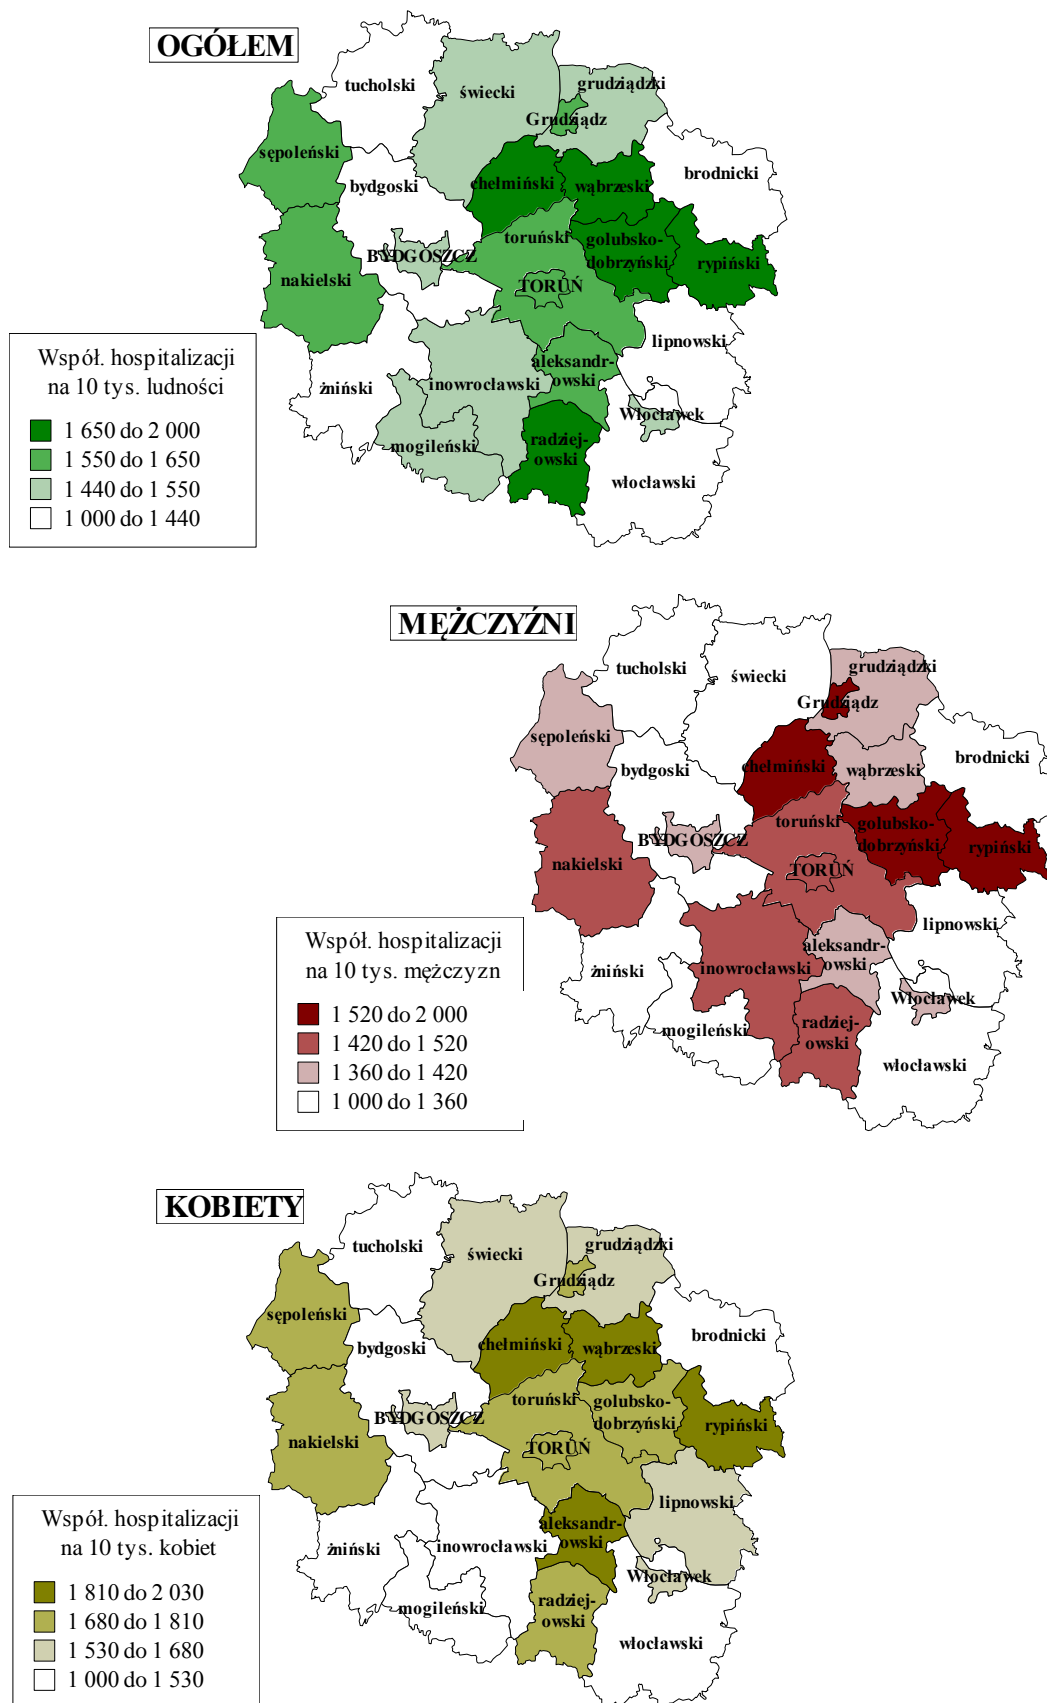 OGÓŁEM
tucholski
świecki
grudziądzki
Grudziądz
sępoleński
bydgoski
chełmiński
wąbrzeski
brodnicki
toruński
golubsko-
dobrzyński
rypiński
BYDGOSZCZ
nakielski
TORUŃ
lipnowski
aleksandr-
owski
żniński
inowrocławski
Włocławek
mogileński
radziej-
owski
włocławski
Współ. hospitalizacji
na 10 tys. ludności
1 650 do 2 000
1 550 do 1 650
1 440 do 1 550
1 000 do 1 440
MĘŻCZYŹNI
tucholski
świecki
grudziądzki
Grudziądz
sępoleński
bydgoski
chełmiński
wąbrzeski
brodnicki
toruński
golubsko-
dobrzyński
rypiński
BYDGOSZCZ
nakielski
TORUŃ
lipnowski
aleksandr-
owski
żniński
inowrocławski
Włocławek
mogileński
radziej-
owski
włocławski
Współ. hospitalizacji
na 10 tys. mężczyzn
1 520 do 2 000
1 420 do 1 520
1 360 do 1 420
1 000 do 1 360
KOBIETY
tucholski
świecki
grudziądzki
Grudziądz
sępoleński
bydgoski
chełmiński
wąbrzeski
brodnicki
toruński
golubsko-
dobrzyński
rypiński
BYDGOSZCZ
nakielski
TORUŃ
lipnowski
aleksandr-
owski
żniński
inowrocławski
Włocławek
mogileński
radziej-
owski
włocławski
Współ. hospitalizacji
na 10 tys. kobiet
1 810 do 2 030
1 680 do 1 810
1 530 do 1 680
1 000 do 1 530